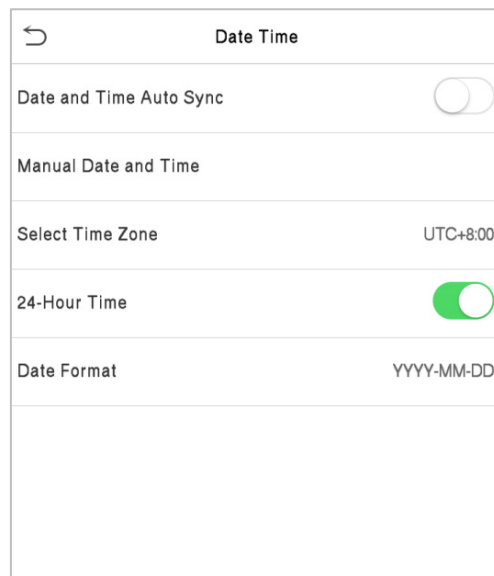 Date Time
Date and Time Auto Sync
Manual Date and Time
Select Time Zone UTC+8:00
24-Hour Time
Date Format YYYY-MM-DD